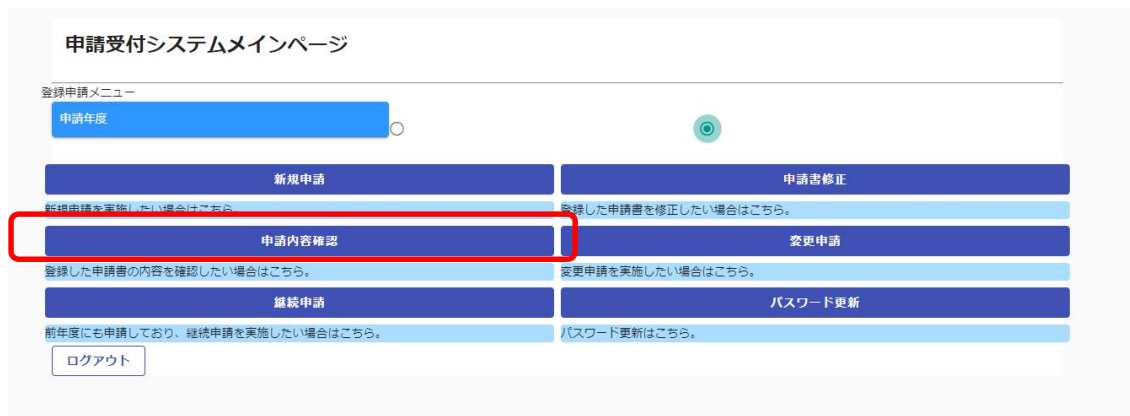 申請受付システムメインページ
登録申請メニュー
申請年度
新規申請
申請書修正
新規申請を実施したい場合はこちら。
登録した申請書を修正したい場合はこちら。
申請内容確認
変更申請
登録した申請書の内容を確認したい場合はこちら。
変更申請を実施したい場合はこちら。
継続申請
パスワード更新
前年度にも申請しており、継続申請を実施したい場合はこちら。
パスワード更新はこちら。
ログアウト